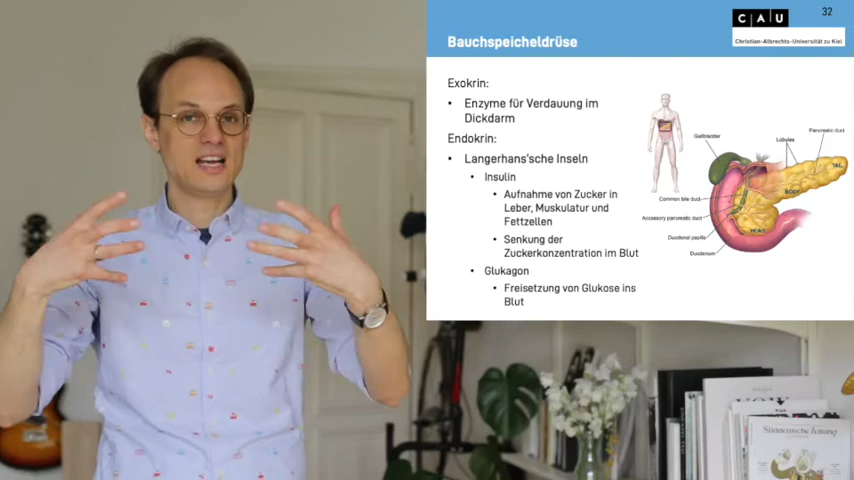 32
C A U
Christian-Albrechts-Universität zu Kiel
Bauchspeicheldrüse
Exokrin:
• Enzyme für Verdauung im
Dickdarm
Endokrin:
• Langerhans'sche Inseln
• Insulin
• Aufnahme von Zucker in
Leber, Muskulatur und
Fettzellen
• Senkung der
Zuckerkonzentration im Blut
• Glukagon
• Freisetzung von Glukose ins
Blut
Gallbladder
Lobules
Pancreatic duct
TAIL
BODY
Common bile duct
Accessory pancreatic duct
HEAD
Duodenal papilla
Duodenum
Süddeutsche Zeitung